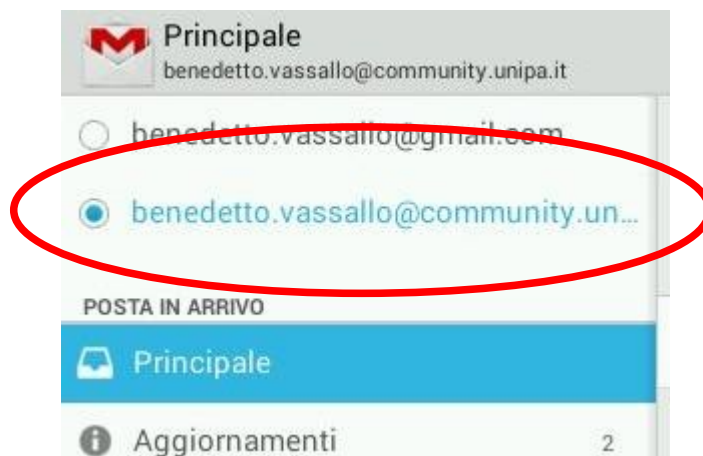 Principale
benedetto.vassallo@community.unipa.it
benedetto.vassallo@gmail.com
benedetto.vassallo@community.un...
POSTA IN ARRIVO
Principale
Aggiornamenti 2